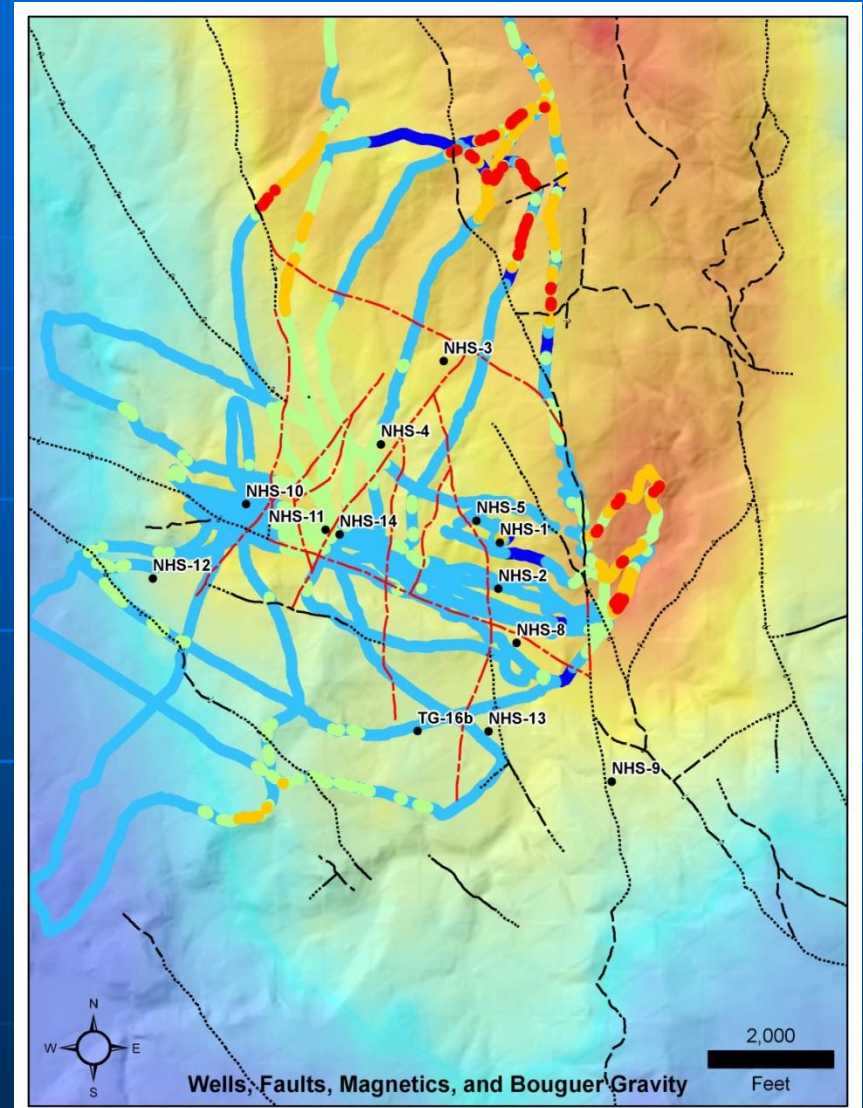 NHS-3
NHS-4
NHS-10
NHS-5
NHS-11
NHS-14
NHS-1
NHS-12
NHS-2
NHS-8
TG-16b
NHS-13
NHS-9
N
W
E
S
2,000
Feet
Wells, Faults, Magnetics, and Bouguer Gravity